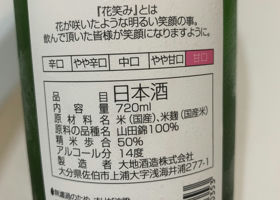 『花笑み』とは
花が咲いたような明るい笑顔の事。
飲んで頂いた皆様が笑顔になりますように。
辛口 やや辛口 中口 やや甘口 甘口
品目 日本酒
内容量 720ml
原材料 米(国産)、米麹(国産米)
原料の品種 山田錦100%
精米歩合 50%
アルコール分 14度
製造者 大地酒造株式会社
大分県佐伯市上浦大字浅海井浦277-1